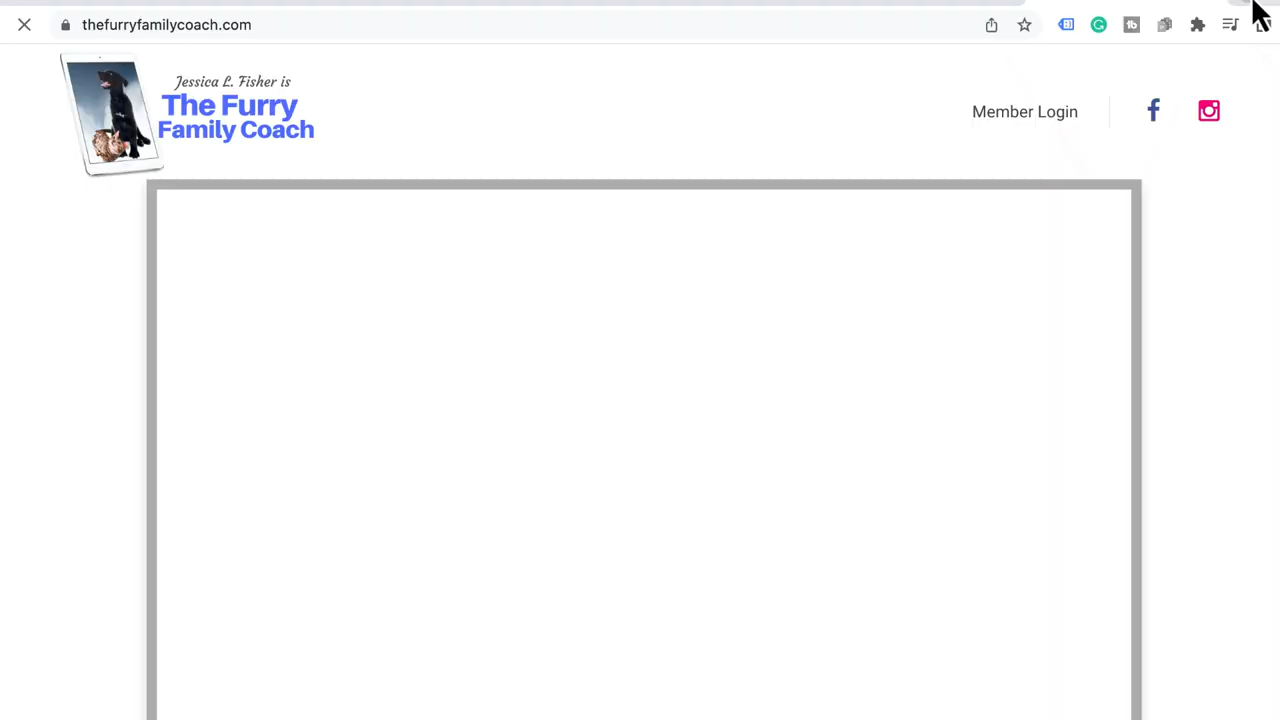 thefurryfamilycoach.com
Jessica L. Fisher is
The Furry
Family Coach
Member Login